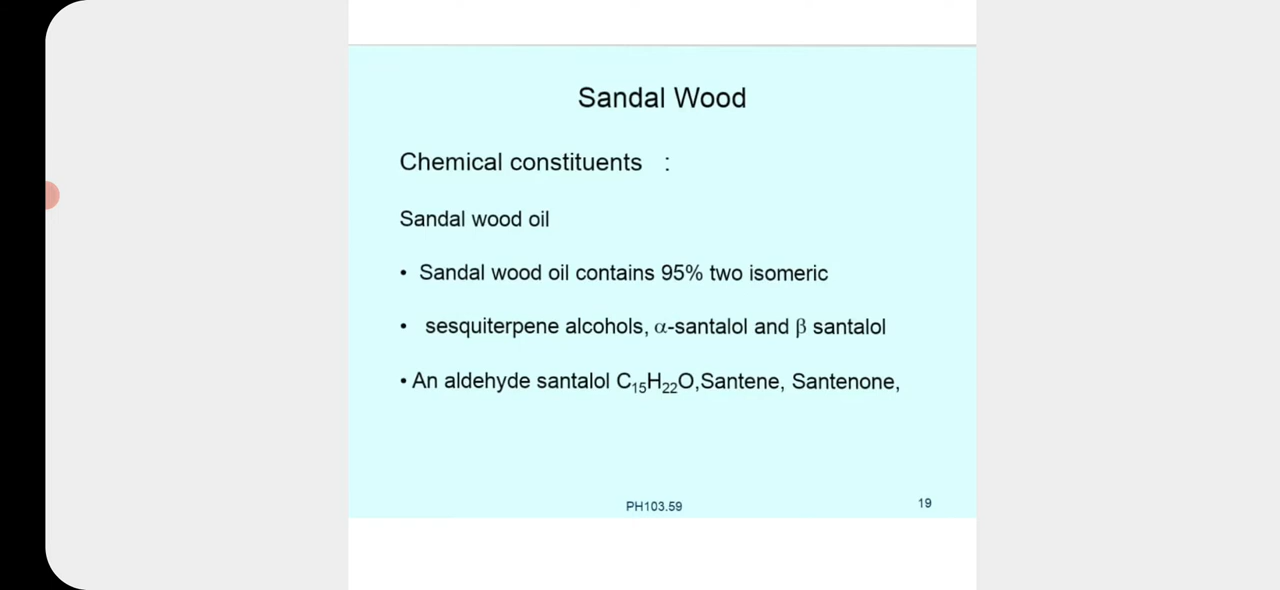 Sandal Wood
Chemical constituents :
Sandal wood oil
• Sandal wood oil contains 95% two isomeric
• sesquiterpene alcohols, α-santalol and β santalol
• An aldehyde santalol C₁₅H₂₂O,Santene, Santenone,
PH103.59
19